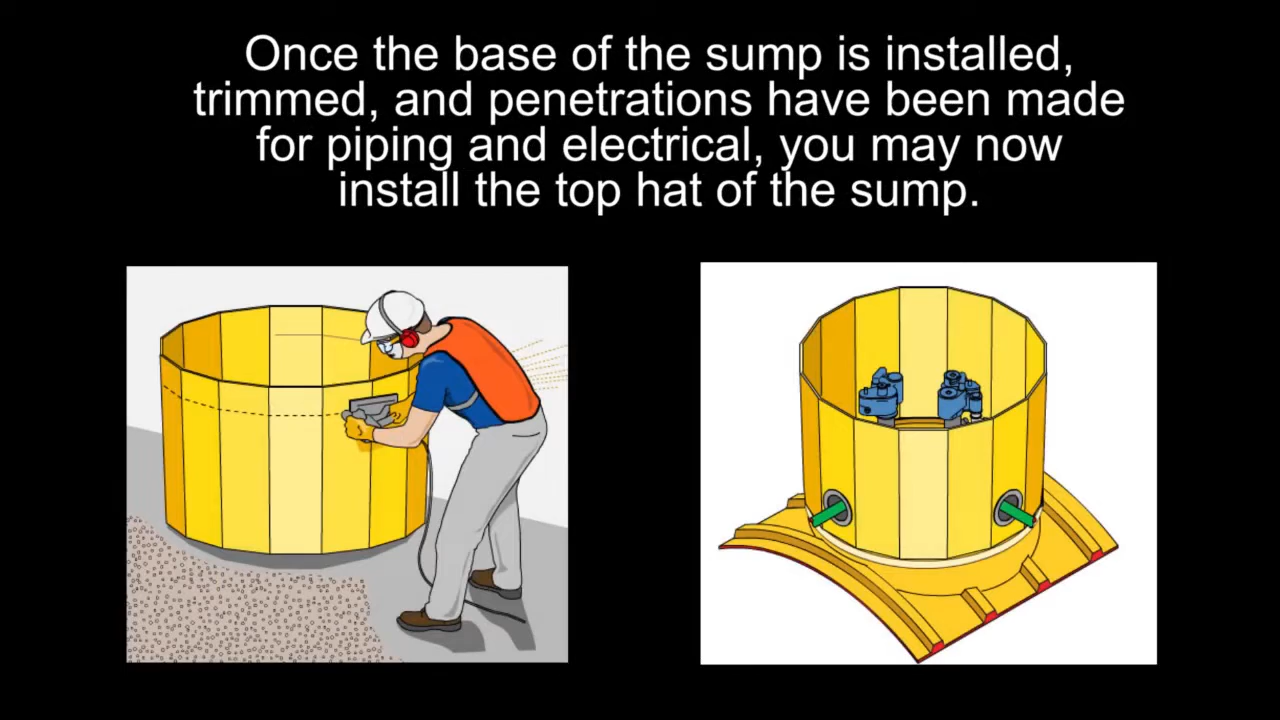 Once the base of the sump is installed,
trimmed, and penetrations have been made
for piping and electrical, you may now
install the top hat of the sump.